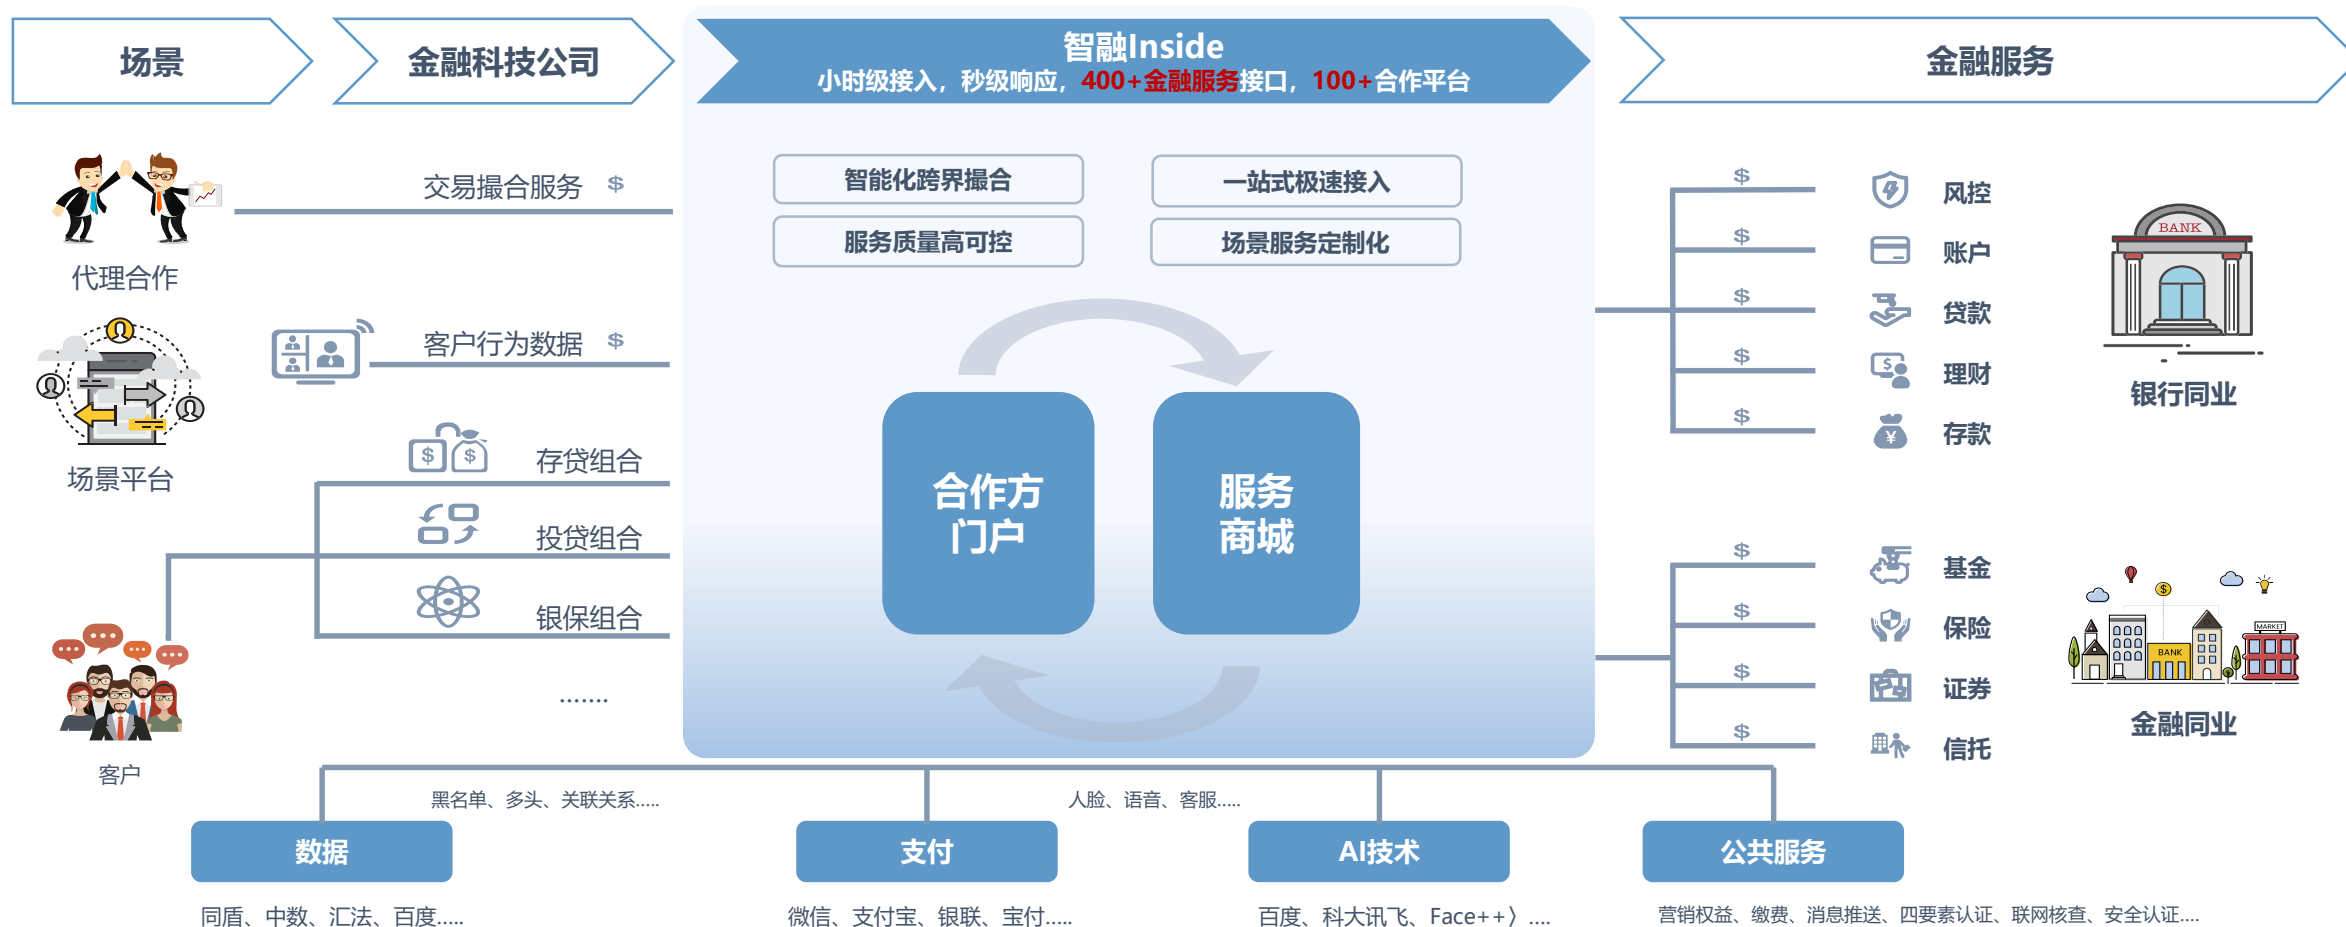 场景
金融科技公司
智融Inside
小时级接入，秒级响应，400+金融服务接口，100+合作平台
金融服务
智能化跨界撮合
一站式极速接入
服务质量高可控
场景服务定制化
交易撮合服务 $
代理合作
客户行为数据 $
场景平台
$ $
存贷组合
投贷组合
银保组合
.......
客户
合作方
门户
服务
商城
$ 风控
$ 账户
$ 贷款
$ $ 理财
$ ¥ 存款
BANK
银行同业
$ 基金
$ 保险
$ 证券
$ 信托
$
MARKET
BANK
金融同业
黑名单、多头、关联关系.....
人脸、语音、客服.....
数据
支付
AI技术
公共服务
同盾、中数、汇法、百度.....
微信、支付宝、银联、宝付.....
百度、科大讯飞、Face++〉....
营销权益、缴费、消息推送、四要素认证、联网核查、安全认证....